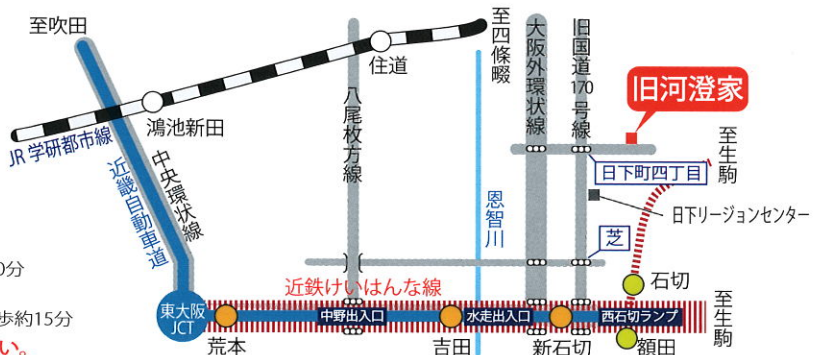 至吹田
至四條畷
大阪外環状線
旧国道170号線
住道
八尾枚方線
鴻池新田
JR学研都市線
近畿自動車道
中央環状線
旧河澄家
至生駒
日下町四丁目
日下リージョンセンター
恩智川
芝
0分
近鉄けいはんな線
石切
歩約15分
東大阪
JCT
中野出入口
水走出入口
西石切ランプ
至生駒
い。
荒本
吉田
新石切
額田